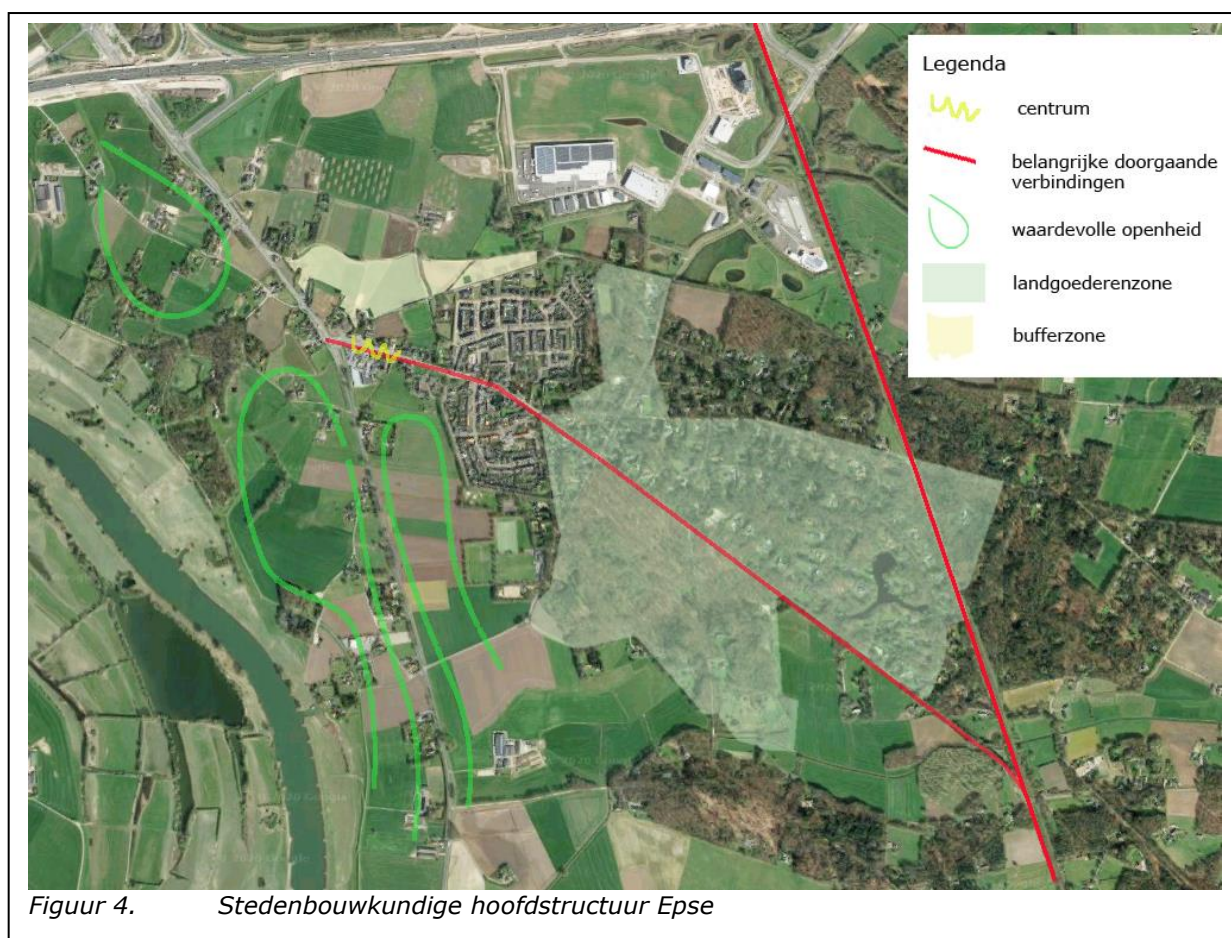 Legenda
centrum
belangrijke doorgaande
verbindingen
waardevolle openheid
landgoederenzone
bufferzone
Figuur 4. Stedenbouwkundige hoofdstructuur Epse